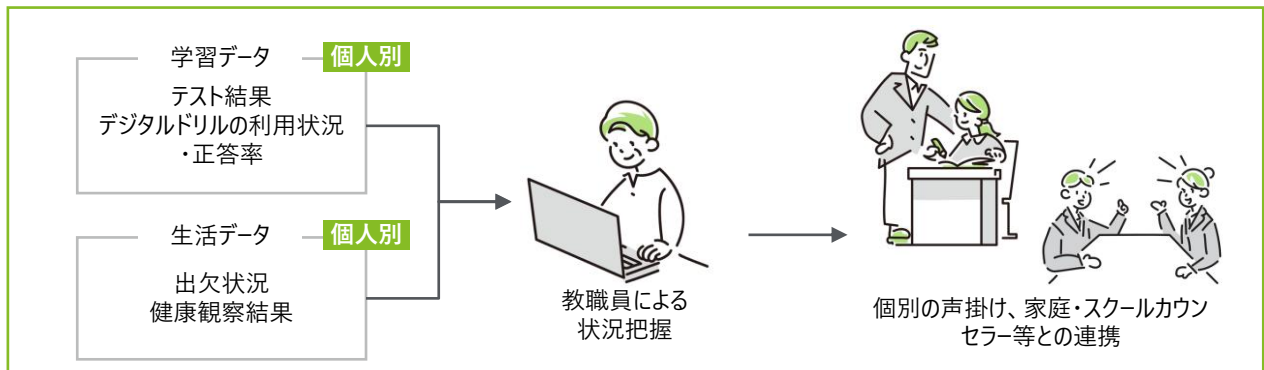 学習データ
個人別
テスト結果
デジタルドリルの利用状況
・正答率
生活データ
個人別
出欠状況
健康観察結果
教職員による
状況把握
個別の声掛け、家庭・スクールカウン
セラー等との連携